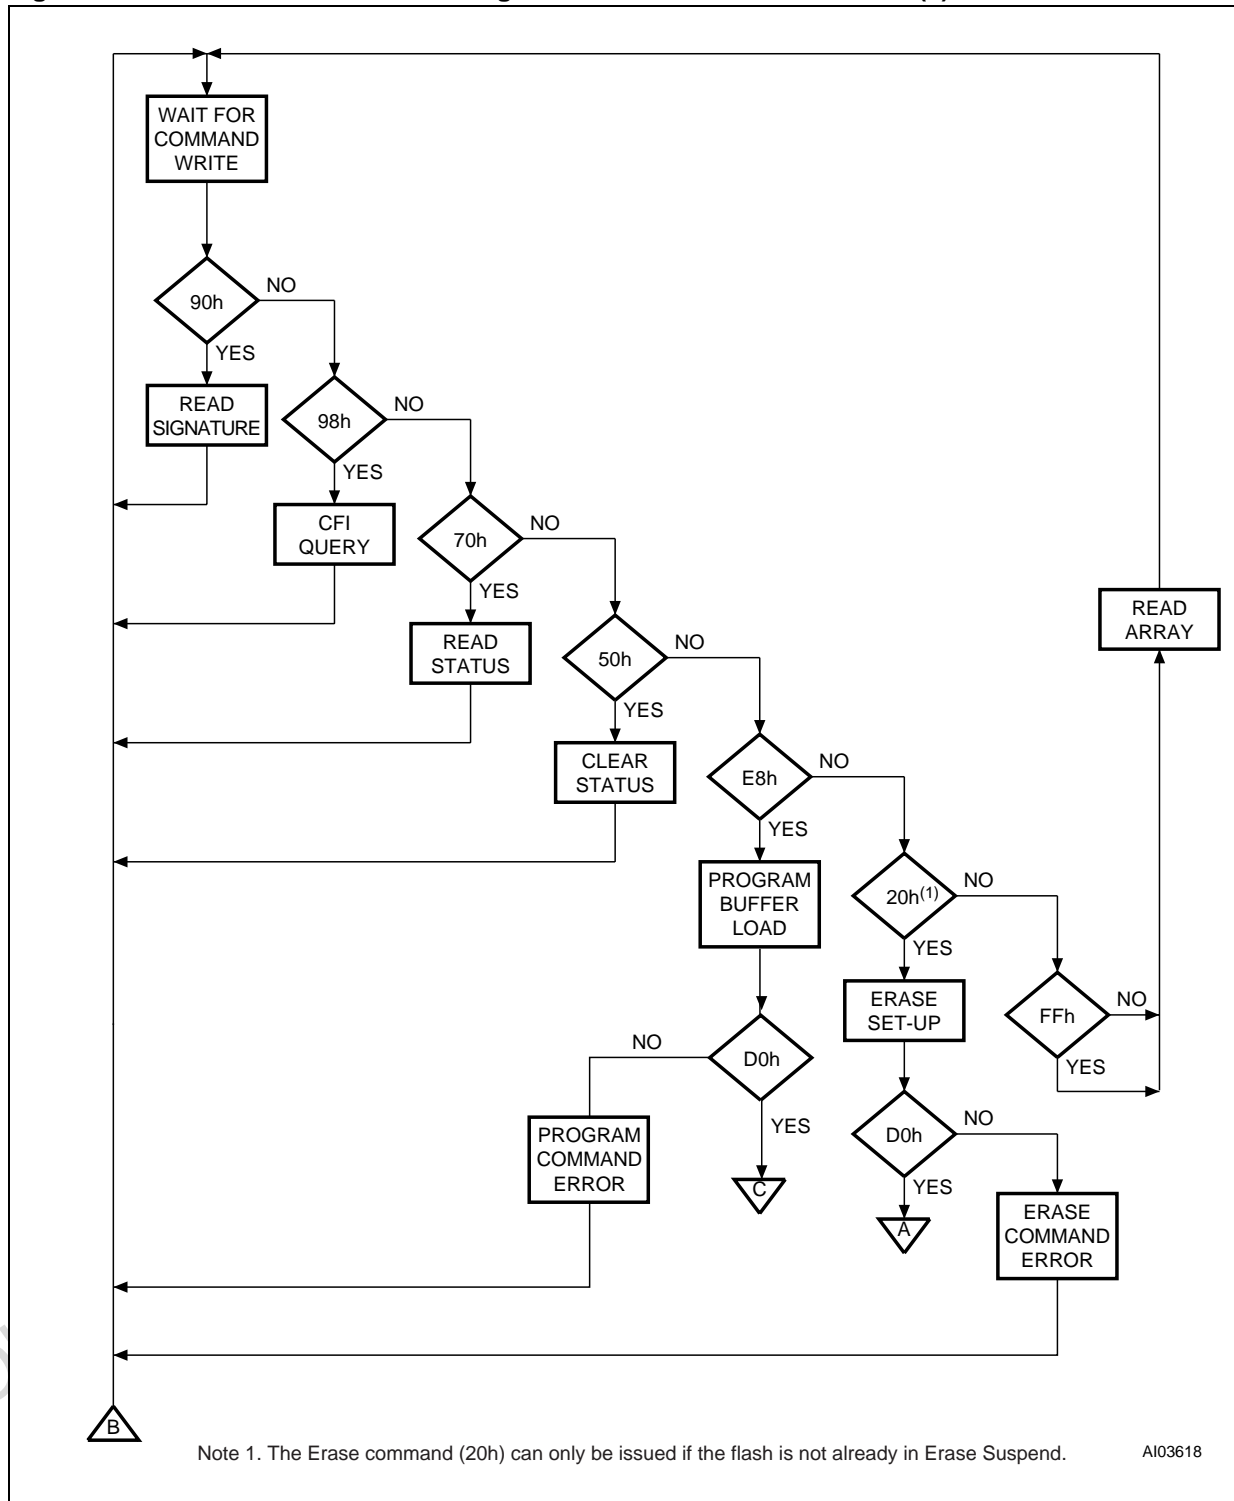 WAIT FOR
COMMAND
WRITE
90h
NO
YES
READ
SIGNATURE
98h
NO
YES
CFI
QUERY
70h
NO
YES
READ
STATUS
50h
NO
YES
CLEAR
STATUS
READ
ARRAY
E8h
NO
YES
PROGRAM
BUFFER
LOAD
20h(1)
NO
YES
ERASE
SET-UP
FFh
NO
YES
D0h
NO
YES
PROGRAM
COMMAND
ERROR
C
D0h
NO
YES
A
ERASE
COMMAND
ERROR
B
Note 1. The Erase command (20h) can only be issued if the flash is not already in Erase Suspend.
AI03618